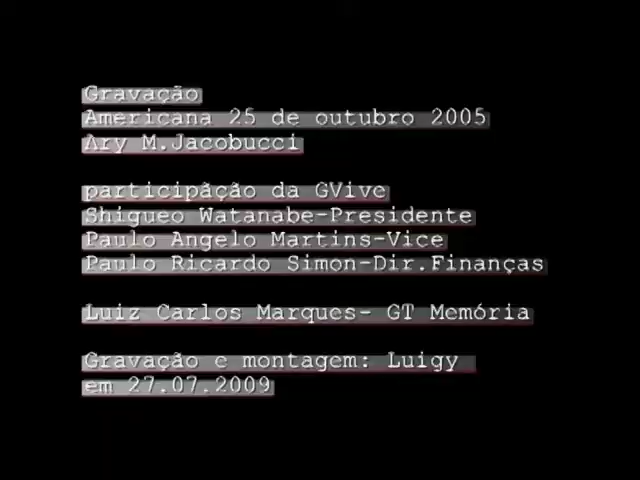 Gravação
Americana 25 de outubro 2005
Ary M.Jacobucci
participãção da GVive
Shigueo Watanabe-Presidente
Paulo Angelo Martins-Vice
Paulo Ricardo Simon-Dir.Finanças
Luiz Carlos Marques- GT Memória
Gravação e montagem: Luigy
em 27.07.2009